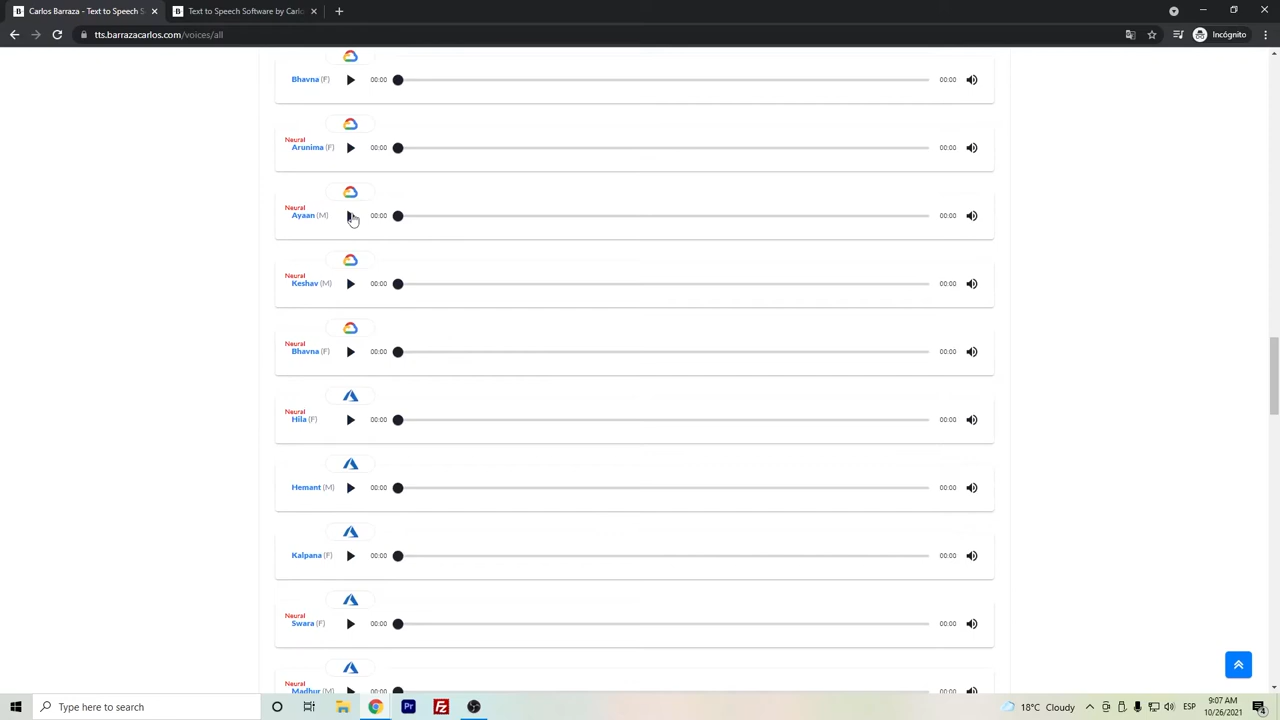 Carlos Barraza - Text to Speech S
Text to Speech Software by Carlo
tts.barrazacarlos.com/voices/all
Incógnito
Bhavna (F)
00:00
00:00
Neural
Arunima (F)
00:00
00:00
Neural
Ayaan (M)
00:00
00:00
Neural
Keshav (M)
00:00
00:00
Neural
Bhavna (F)
00:00
00:00
Neural
Hila (F)
00:00
00:00
Hemant (M)
00:00
00:00
Kalpana (F)
00:00
00:00
Neural
Swara (F)
00:00
00:00
Neural
Madhur (M)
Type here to search
Pr
Fz
18°C Cloudy
ESP
9:07 AM
10/26/2021
4